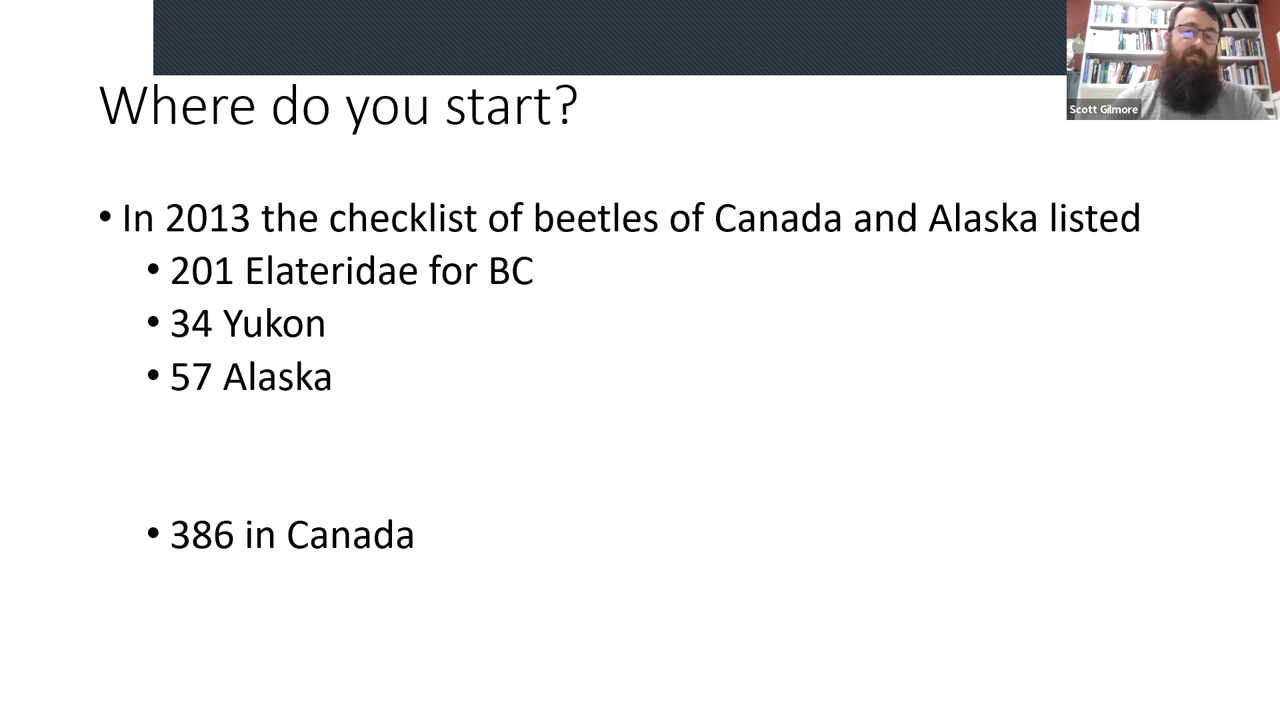 Scott Gilmore
Where do you start?
• In 2013 the checklist of beetles of Canada and Alaska listed
• 201 Elateridae for BC
• 34 Yukon
• 57 Alaska
• 386 in Canada